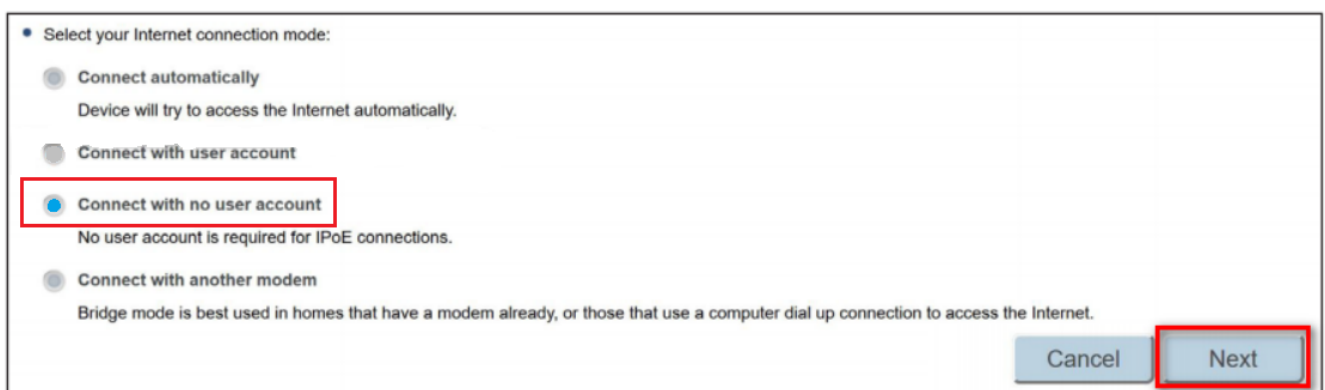 Select your Internet connection mode:
Connect automatically
Device will try to access the Internet automatically.
Connect with user account
Connect with no user account
No user account is required for IPoE connections.
Connect with another modem
Bridge mode is best used in homes that have a modem already, or those that use a computer dial up connection to access the Internet.
Cancel Next